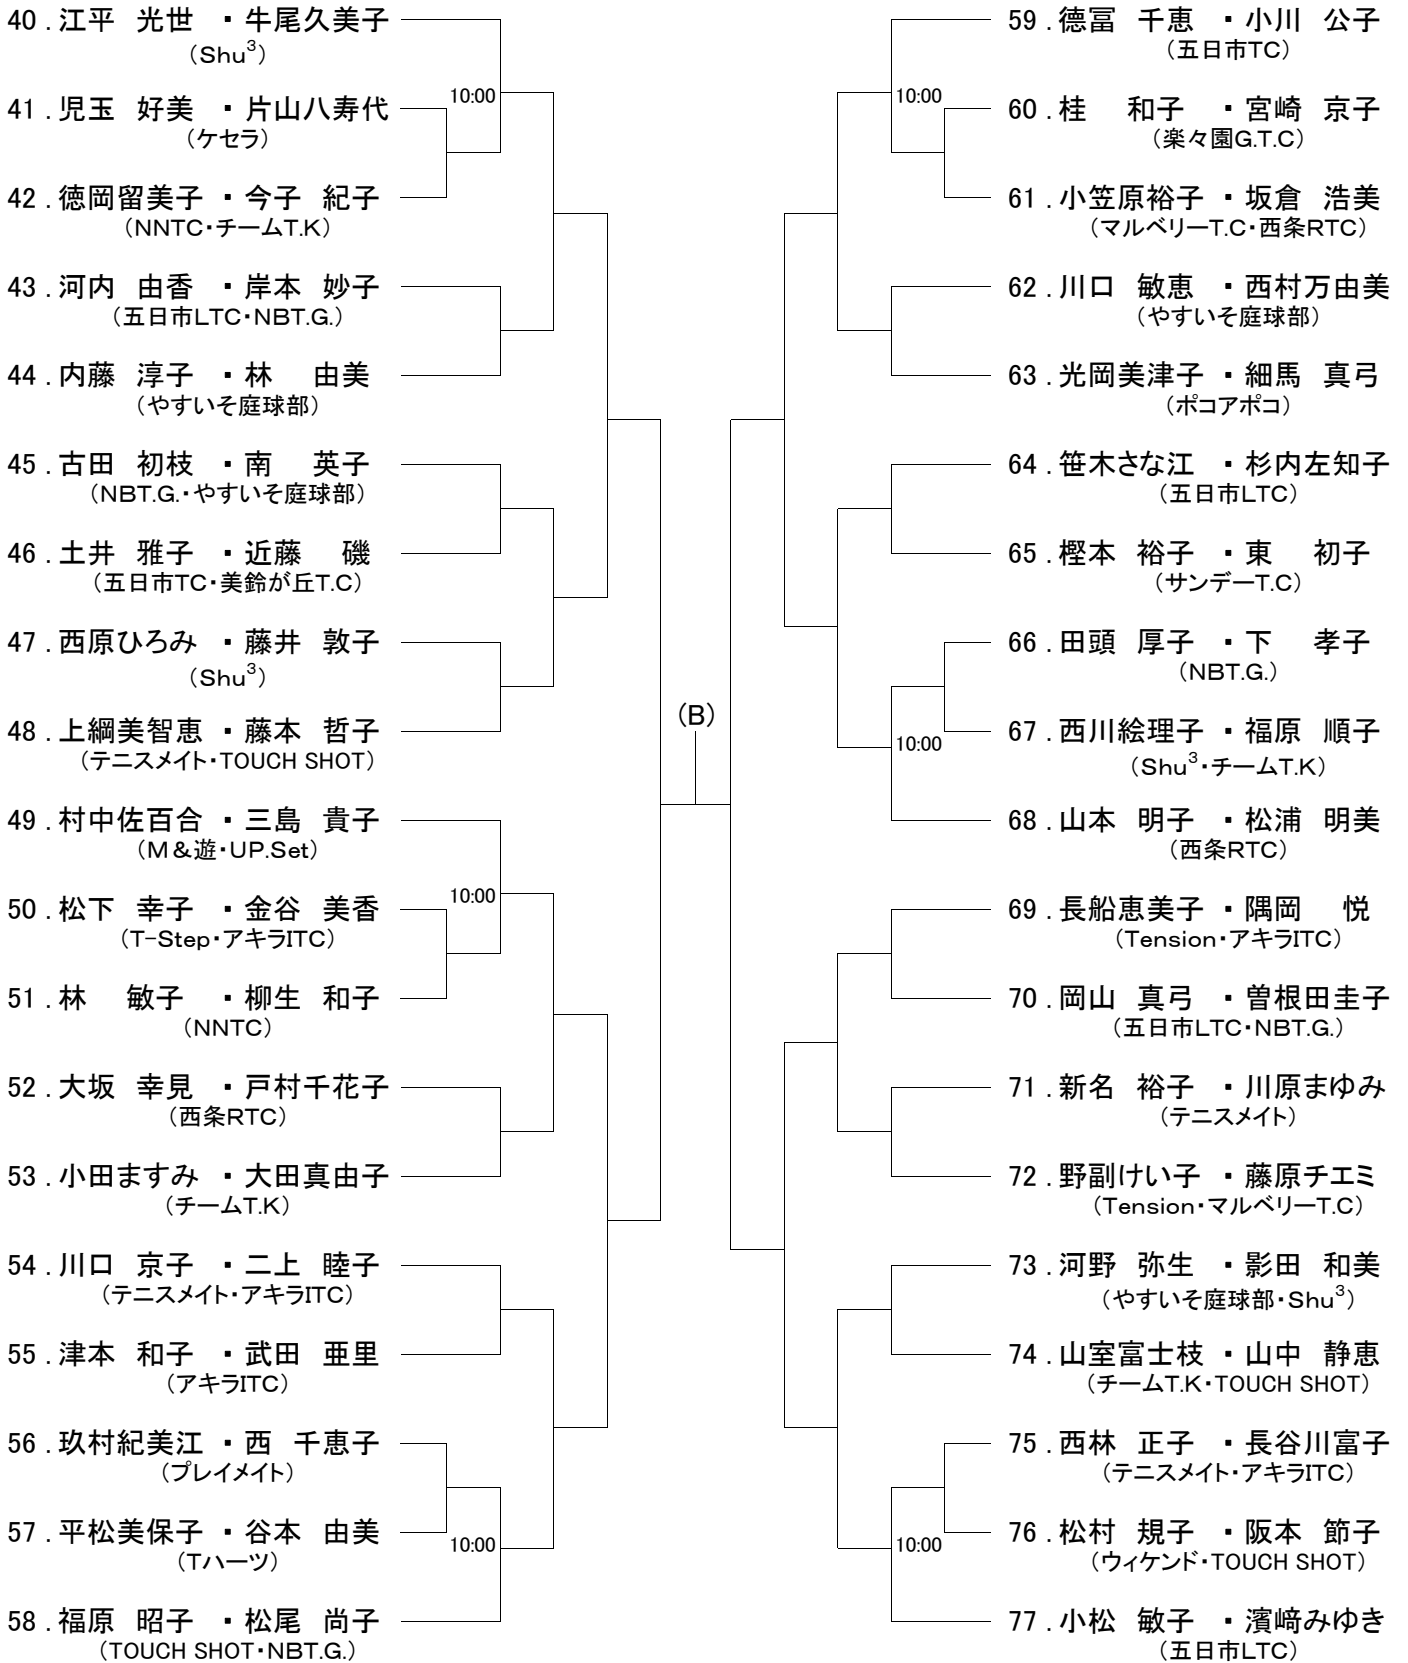 40．江平　光世　・牛尾久美子
（Shu³）
10:00
41．児玉　好美　・片山八寿代
（ケセラ）
42．徳岡留美子　・今子　紀子
（NNTC・チームT.K）
43．河内　由香　・岸本　妙子
（五日市LTC・NBT.G.）
44．内藤　淳子　・林　由美
（やすいそ庭球部）
45．古田　初枝　・南　英子
（NBT.G.・やすいそ庭球部）
46．土井　雅子　・近藤　磯
（五日市TC・美鈴が丘T.C）
47．西原ひろみ　・藤井　敦子
（Shu³）
48．上綱美智恵　・藤本　哲子
（テニスメイト・TOUCH SHOT）
49．村中佐百合　・三島　貴子
（M＆遊・UP.Set）
10:00
50．松下　幸子　・金谷　美香
（T-Step・アキラITC）
51．林　敏子　・柳生　和子
（NNTC）
52．大坂　幸見　・戸村千花子
（西条RTC）
53．小田ますみ　・大田真由子
（チームT.K）
54．川口　京子　・二上　睦子
（テニスメイト・アキラITC）
55．津本　和子　・武田　亜里
（アキラITC）
56．玖村紀美江　・西　千恵子
（プレイメイト）
57．平松美保子　・谷本　由美
10:00
（Tハーツ）
58．福原　昭子　・松尾　尚子
（TOUCH SHOT・NBT.G.）
（B）
59．德冨　千恵　・小川　公子
（五日市TC）
10:00
60．桂　和子　・宮崎　京子
（楽々園G.T.C）
61．小笠原裕子　・坂倉　浩美
（マルベリーT.C・西条RTC）
62．川口　敏恵　・西村万由美
（やすいそ庭球部）
63．光岡美津子　・細馬　真弓
（ポコアポコ）
64．笹木さな江　・杉内左知子
（五日市LTC）
65．樫本　裕子　・東　初子
（サンデーT.C）
66．田頭　厚子　・下　孝子
（NBT.G.）
67．西川絵理子　・福原　順子
10:00
（Shu³・チームT.K）
68．山本　明子　・松浦　明美
（西条RTC）
69．長船恵美子　・隅岡　悦
（Tension・アキラITC）
70．岡山　真弓　・曽根田圭子
（五日市LTC・NBT.G.）
71．新名　裕子　・川原まゆみ
（テニスメイト）
72．野副けい子　・藤原チエミ
（Tension・マルベリーT.C）
73．河野　弥生　・影田　和美
（やすいそ庭球部・Shu³）
74．山室富士枝　・山中　静恵
（チームT.K・TOUCH SHOT）
75．西林　正子　・長谷川富子
（テニスメイト・アキラITC）
76．松村　規子　・阪本　節子
10:00
（ウィケンド・TOUCH SHOT）
77．小松　敏子　・濱﨑みゆき
（五日市LTC）